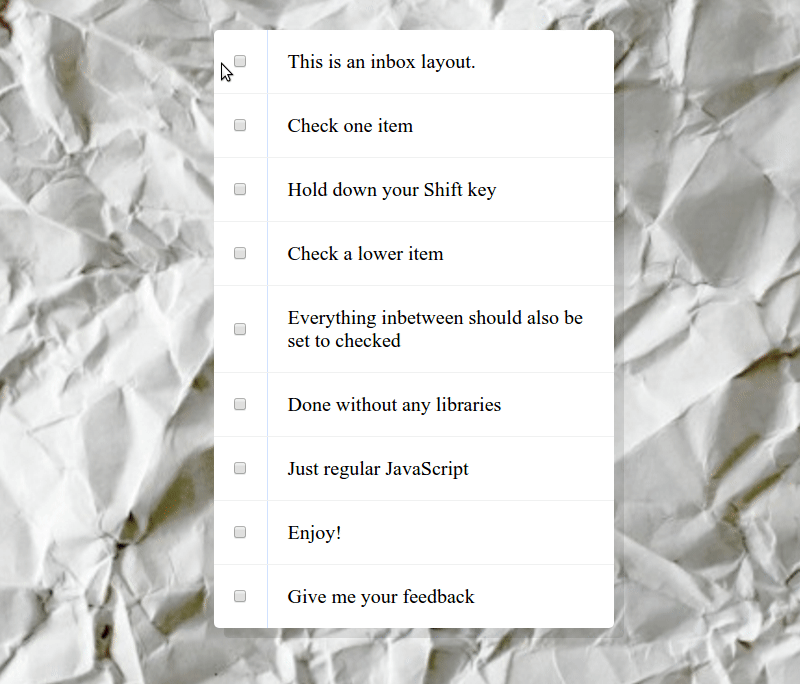 This is an inbox layout.
Check one item
Hold down your Shift key
Check a lower item
Everything inbetween should also be
set to checked
Done without any libraries
Just regular JavaScript
Enjoy!
Give me your feedback